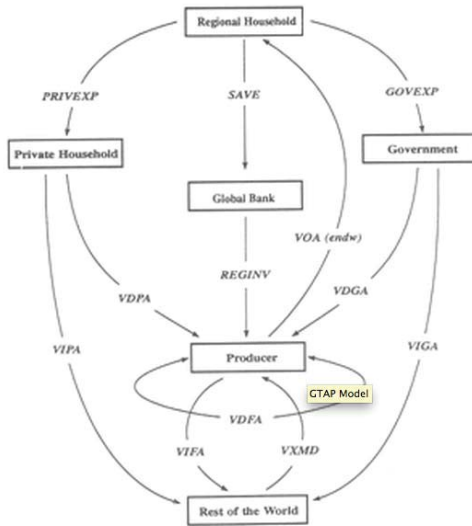 Regional Household
PRIVEXP
SAVE
GOVEXP
Private Household
Government
Global Bank
VOA (endw)
REGINV
VDPA
VDGA
VIPA
VIGA
Producer
GTAP Model
VDFA
VIFA
VXMD
Rest of the World